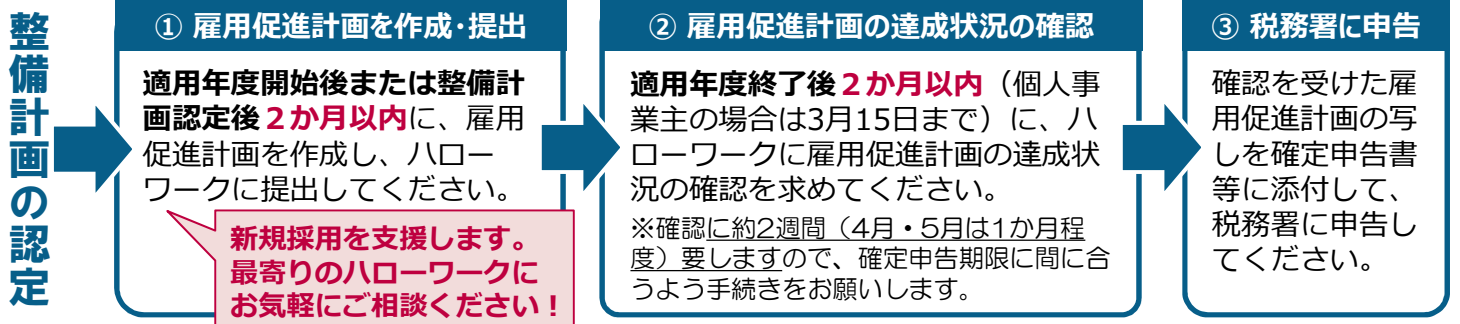 整備計画の認定
① 雇用促進計画を作成・提出
適用年度開始後または整備計
画認定後２か月以内に、雇用
促進計画を作成し、ハロー
ワークに提出してください。
新規採用を支援します。
最寄りのハローワークに
お気軽にご相談ください！
② 雇用促進計画の達成状況の確認
適用年度終了後２か月以内（個人事
業主の場合は3月15日まで）に、ハ
ローワークに雇用促進計画の達成状
況の確認を求めてください。
※確認に約2週間（4月・5月は1か月程
度）要しますので、確定申告期限に間に合
うよう手続きをお願いします。
③ 税務署に申告
確認を受けた雇
用促進計画の写
しを確定申告書
等に添付して、
税務署に申告し
てください。